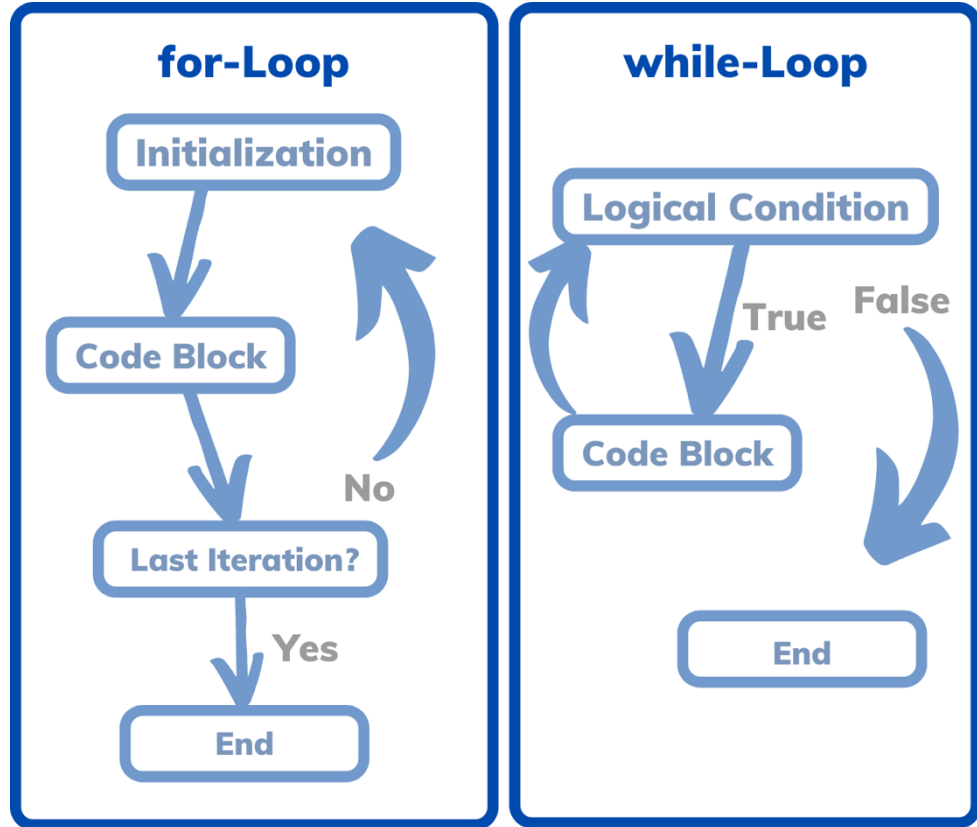 for-Loop
Initialization
Code Block
No
Last Iteration?
Yes
End
while-Loop
Logical Condition
True
False
Code Block
End